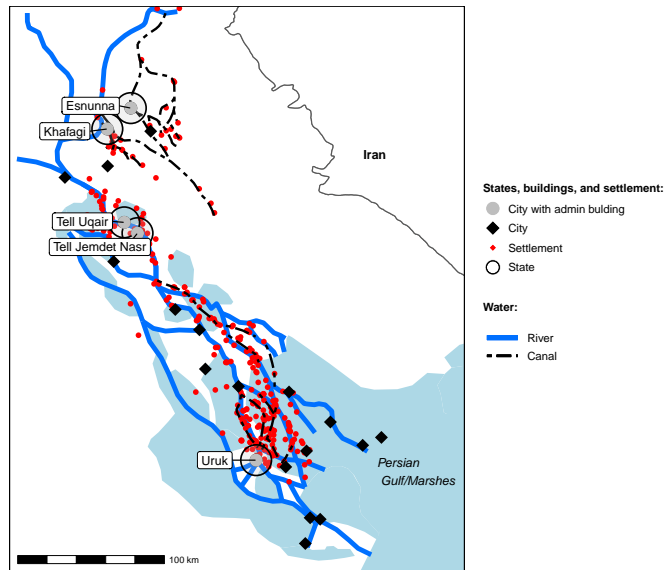 Esnunna
Khafagi
Iran
States, buildings, and settlement:
City with admin bulding
City
Settlement
State
Tell Uqair
Tell Jemdet Nasr
Water:
River
Canal
Uruk
Persian
Gulf/Marshes
100 km